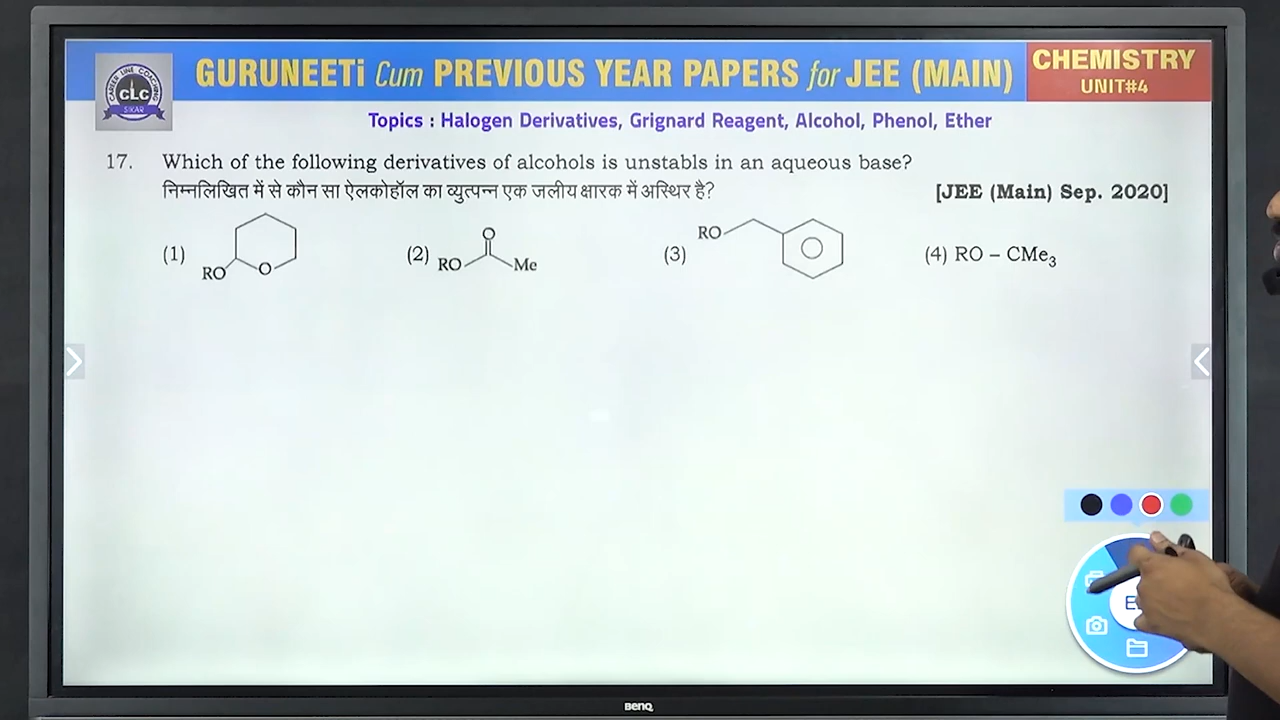 GURUNEETi Cum PREVIOUS YEAR PAPERS for JEE (MAIN)
CHEMISTRY
UNIT#4
CAREER LINE COACHING
CLC
SIKAR
Topics : Halogen Derivatives, Grignard Reagent, Alcohol, Phenol, Ether
17. Which of the following derivatives of alcohols is unstabls in an aqueous base?
निम्नलिखित में से कौन सा ऐलकोहॉल का व्युत्पन्न एक जलीय क्षारक में अस्थिर है?
[JEE (Main) Sep. 2020]
(1) RO O
(2) RO O Me
(3) RO
(4) RO – CMe₃
BenQ